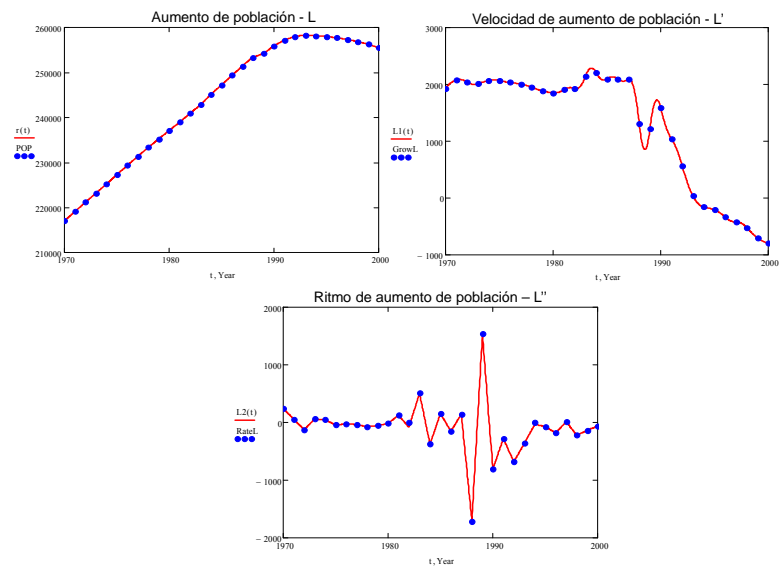 Aumento de población - L
260000
250000
240000
r(t)
POP
230000
220000
210000
1970
1980
1990
2000
t , Year
Velocidad de aumento de población - L’
3000
2000
L1(t)
GrowL
1000
0
− 1000
1970
1980
1990
2000
t , Year
Ritmo de aumento de población – L’’
2000
1000
L2(t)
RateL
0
− 1000
− 2000
1970
1980
1990
2000
t , Year